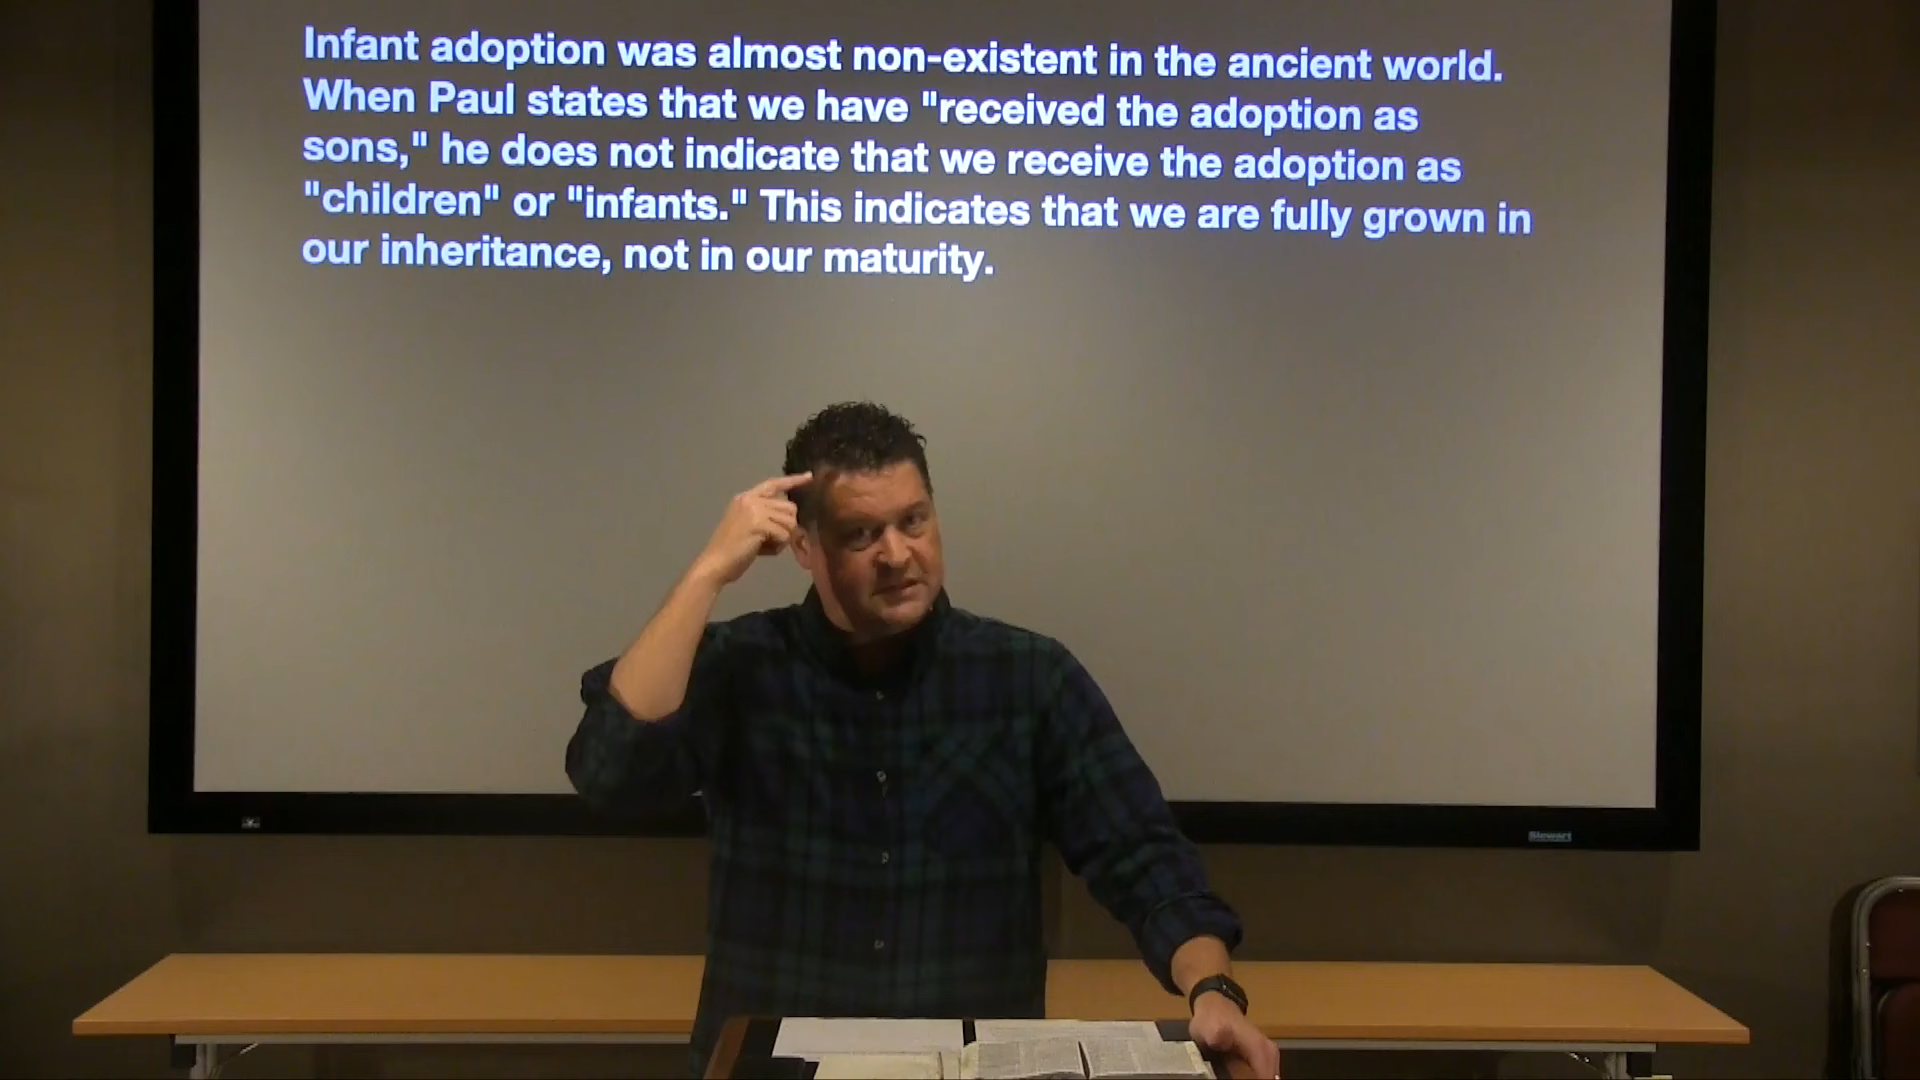 Infant adoption was almost non-existent in the ancient world.
When Paul states that we have "received the adoption as
sons," he does not indicate that we receive the adoption as
"children" or "infants." This indicates that we are fully grown in
our inheritance, not in our maturity.
Stewart